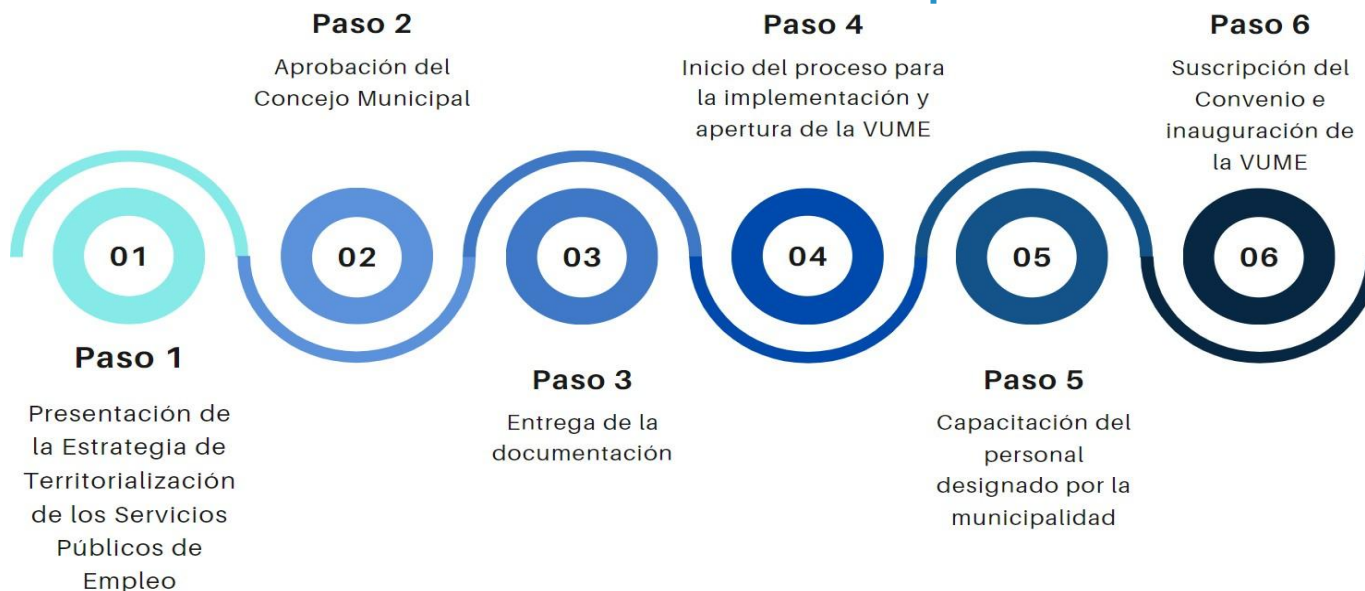 Paso 1
Presentación de
la Estrategia de
Territorialización
de los Servicios
Públicos de
Empleo
01
Paso 2
Aprobación del
Concejo Municipal
02
03
Paso 3
Entrega de la
documentación
Paso 4
Inicio del proceso para
la implementación y
apertura de la VUME
04
05
Paso 5
Capacitación del
personal
designado por la
municipalidad
Paso 6
Suscripción del
Convenio e
inauguración de
la VUME
06